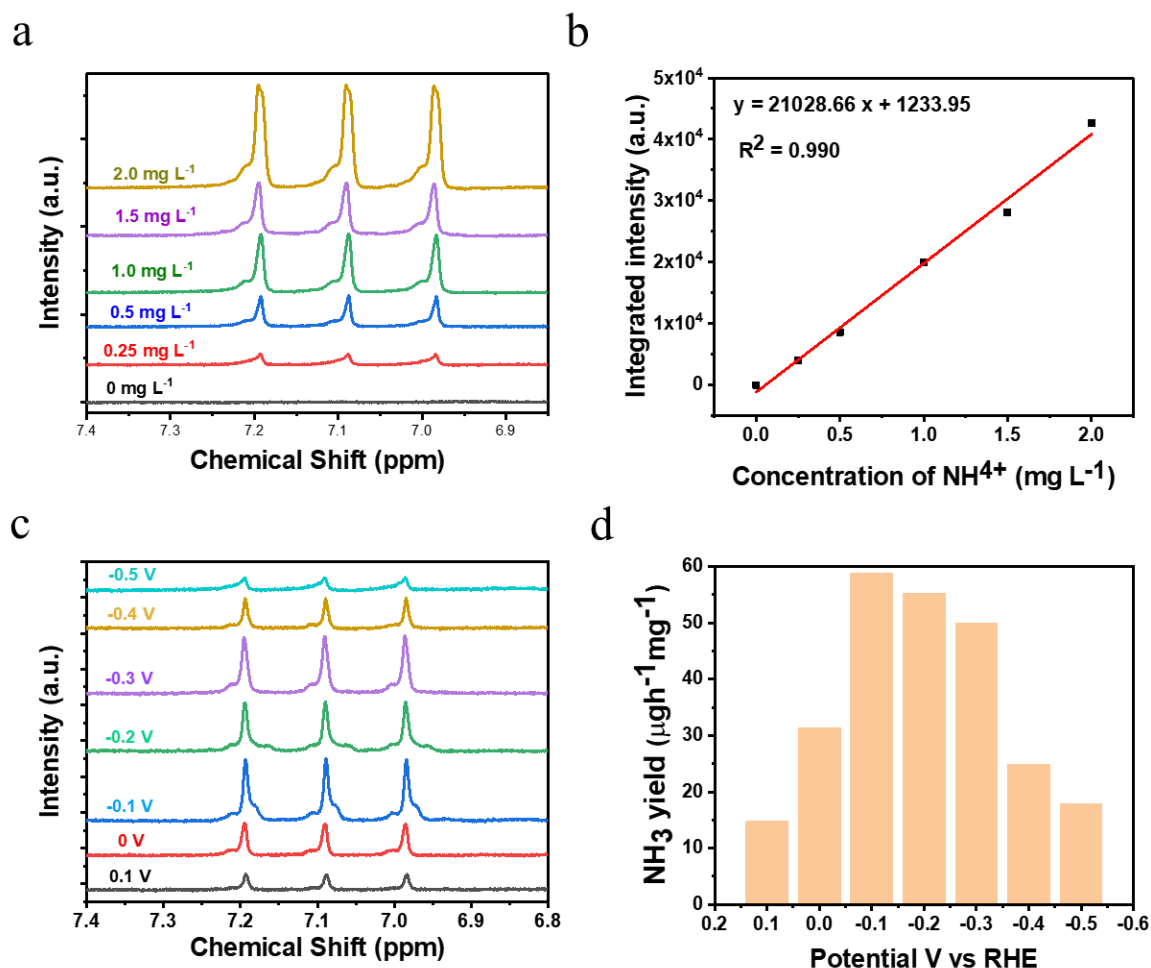 a
Intensity (a.u.)
2.0 mg L⁻¹
1.5 mg L⁻¹
1.0 mg L⁻¹
0.5 mg L⁻¹
0.25 mg L⁻¹
0 mg L⁻¹
7.4 7.3 7.2 7.1 7.0 6.9
Chemical Shift (ppm)
b
Integrated intensity (a.u.)
5x10⁴
4x10⁴
3x10⁴
2x10⁴
1x10⁴
0
y = 21028.66 x + 1233.95
R² = 0.990
0.0 0.5 1.0 1.5 2.0
Concentration of NH⁴⁺ (mg L⁻¹)
c
Intensity (a.u.)
-0.5 V
-0.4 V
-0.3 V
-0.2 V
-0.1 V
0 V
0.1 V
7.4 7.3 7.2 7.1 7.0 6.9 6.8
Chemical Shift (ppm)
d
NH₃ yield (μgh⁻¹mg⁻¹)
60
50
40
30
20
10
0
0.2 0.1 0.0 -0.1 -0.2 -0.3 -0.4 -0.5 -0.6
Potential V vs RHE